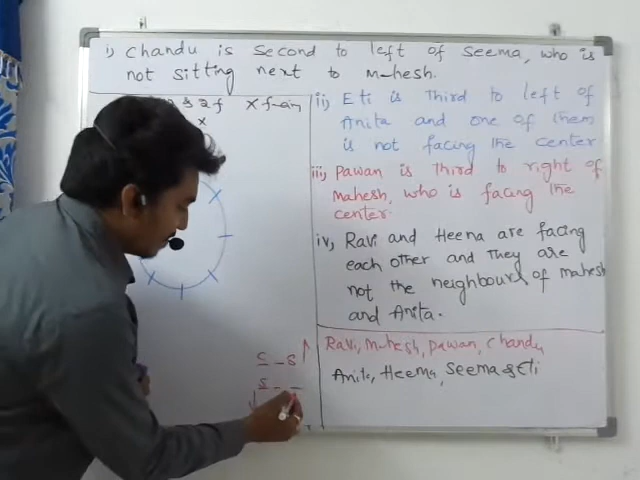 i) chandu is second to left of Seema, who is
not sitting next to mahesh.
ii) Eti is Third to left of
Anita and one of them
is not facing the center
iii) pawan is third to right of
Mahesh, who is facing the
center.
iv) Ravi and Heena are facing
each other and They are
not the neighbours of mahesh
and Anita.
Ravi, Mahesh, pawan, chandu
Anita, Heema, Seema & Eti
x
c _ s
s _ _